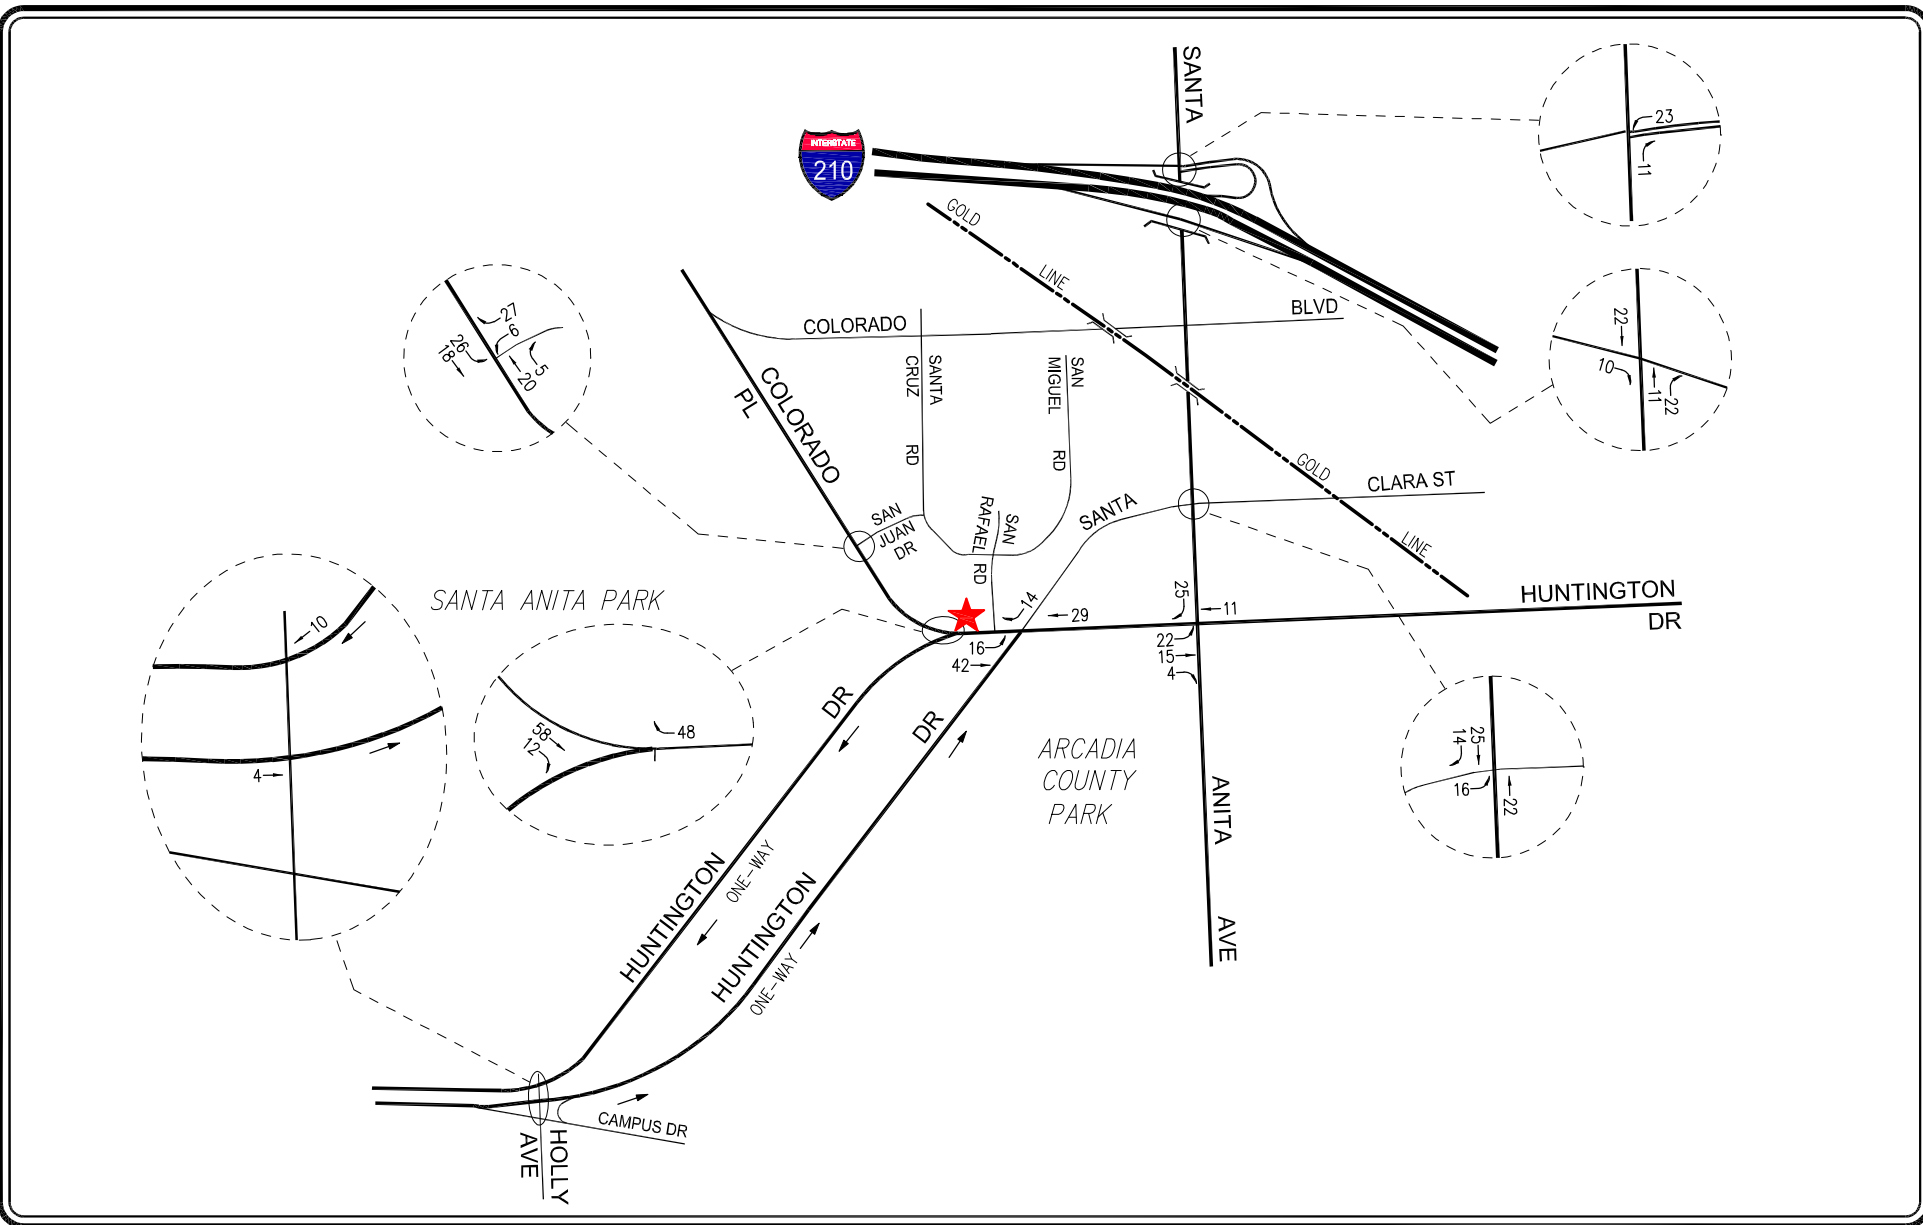 SANTA
23
11
INTERSTATE
210
GOLD
LINE
22
10
11
22
27
6
26
18
5
20
COLORADO
BLVD
COLORADO
PL
SANTA
CRUZ
RD
SAN
MIGUEL
RD
GOLD
LINE
CLARA ST
SANTA
SAN
JUAN
DR
SAN
RAFAEL RD
SANTA ANITA PARK
10
4
14
29
16
42
25
11
22
15
4
HUNTINGTON
DR
58
12
48
DR
DR
ARCADIA
COUNTY
PARK
ANITA
AVE
25
14
16
22
HUNTINGTON
ONE-WAY
HUNTINGTON
ONE-WAY
CAMPUS DR
HOLLY
AVE